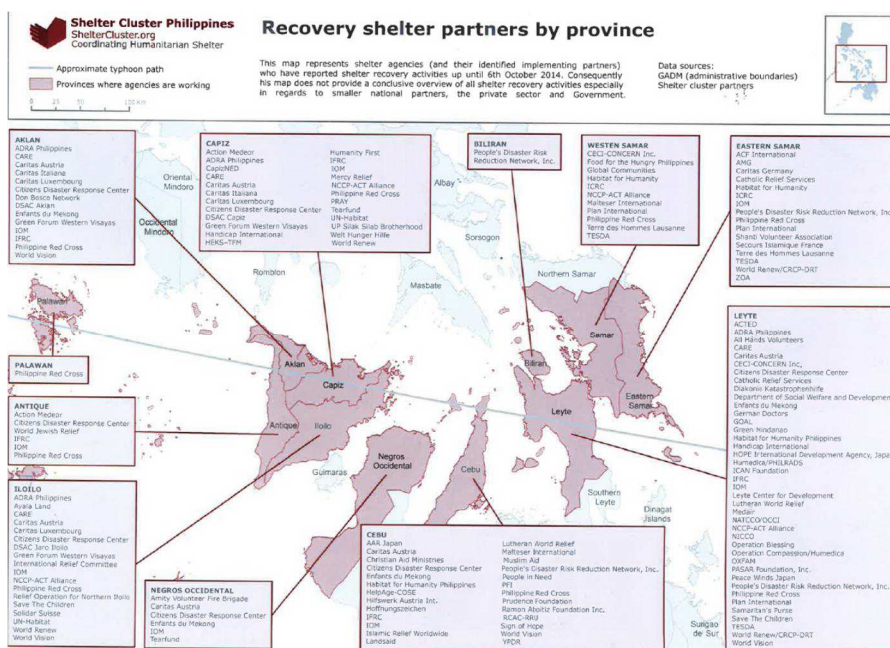 Shelter Cluster Philippines
ShelterCluster.org
Coordinating Humanitarian Shelter
Recovery shelter partners by province
Approximate typhoon path
Provinces where agencies are working
0 25 50
This map represents shelter agencies (and their identified implementing partners)
who have reported shelter recovery activities up until 6th October 2014. Consequently
his map does not provide a conclusive overview of all shelter recovery activities especially
in regards to smaller national partners, the private sector and Government.
Data sources:
GADM (administrative boundaries)
Shelter cluster partners
AKLAN
ADRA Philippines
CARE
Caritas Austria
Caritas Italiana
Caritas Luxembourg
Citizens Disaster Response Center
Don Bosco Network
DSAC Aklan
Enfants du Mekong
Green Forum Western Visayas
IOM
IFRC
Philippine Red Cross
World Vision
CAPIZ
Action Medeor
ADRA Philippines
CapizNED
CARE
Caritas Austria
Caritas Italiana
Caritas Luxembourg
Citizens Disaster Response Center
DSAC Capiz
Green Forum Western Visayas
Handicap International
HEKS-TFM
Humanity First
IFRC
IOM
Mercy Relief
NCCP-ACT Alliance
Philippine Red Cross
PRAY
Tearfund
UN-Habitat
UP Silak Silab Brotherhood
Welt Hunger Hilfe
World Renew
BILIRAN
People's Disaster Risk
Reduction Network, Inc.
WESTEN SAMAR
CECI-CONCERN Inc.
Food for the Hungry Philippines
Global Communities
Habitat for Humanity
ICRC
NCCP-ACT Alliance
Malteser International
Plan International
Philippine Red Cross
Terre des Hommes Lausanne
TESDA
EASTERN SAMAR
ACF International
AMG
Caritas Germany
Catholic Relief Services
Habitat for Humanity
ICRC
IOM
People's Disaster Risk Reduction Network, Inc
Philippine Red Cross
Plan International
Shanti Volunteer Association
Secours Islamique France
Terre des Hommes Lausanne
TESDA
World Renew/CRCP-DRT
ZOA
Oriental
Mindoro
Occidental
Mindoro
Albay
Sorsogon
Romblon
Masbate
Northern Samar
Palawan
Samar
Biliran
Aklan
Capiz
Antique
Iloilo
Leyte
Eastern
Samar
Guimaras
Negros
Occidental
Cebu
Southern
Leyte
Dinagat
Islands
Surigao
de Sur
PALAWAN
Philippine Red Cross
ANTIQUE
Action Medeor
Citizens Disaster Response Center
World Jewish Relief
IFRC
IOM
Philippine Red Cross
ILOILO
ADRA Philippines
Ayala Land
CARE
Caritas Austria
Caritas Luxembourg
Citizens Disaster Response Center
DSAC Jaro Iloilo
Green Forum Western Visayas
International Relief Committee
IOM
NCCP-ACT Alliance
Philippine Red Cross
Relief Operation for Northern Iloilo
Save The Children
Solidar Suisse
UN-Habitat
World Renew
World Vision
NEGROS OCCIDENTAL
Amity Volunteer Fire Brigade
Caritas Austria
Citizens Disaster Response Center
Enfants du Mekong
IOM
Tearfund
CEBU
AAR Japan
Caritas Austria
Christian Aid Ministries
Citizens Disaster Response Center
Enfants du Mekong
Habitat for Humanity Philippines
HelpAge-COSE
Hilfswerk Austria Int.
Hoffnungszeichen
IFRC
IOM
Islamic Relief Worldwide
Landsaid
Lutheran World Relief
Malteser International
Muslim Aid
People's Disaster Risk Reduction Network, Inc.
People in Need
PFI
Philippine Red Cross
Prudence Foundation
Ramon Aboitiz Foundation Inc.
RCAC-RRU
Sign of Hope
World Vision
YPDR
LEYTE
ACTED
ADRA Philippines
All Hands Volunteers
CARE
Caritas Austria
CECI-CONCERN Inc,
Citizens Disaster Response Center
Catholic Relief Services
Diakonie Katastrophenhilfe
Department of Social Welfare and Development
Enfants du Mekong
German Doctors
GOAL
Green Mindanao
Habitat for Humanity Philippines
Handicap International
HOPE International Development Agency, Japa
Humedica/PHILRADS
ICAN Foundation
IFRC
IOM
Leyte Center for Development
Lutheran World Relief
Medair
NATCCO/OCCI
NCCP-ACT Alliance
NICCO
Operation Blessing
Operation Compassion/Humedica
OXFAM
PASAR Foundation, Inc.
Peace Winds Japan
People's Disaster Risk Reduction Network, Inc.
Philippine Red Cross
Plan International
Samaritan's Purse
Save The Children
TESDA
World Renew/CRCP-DRT
World Vision